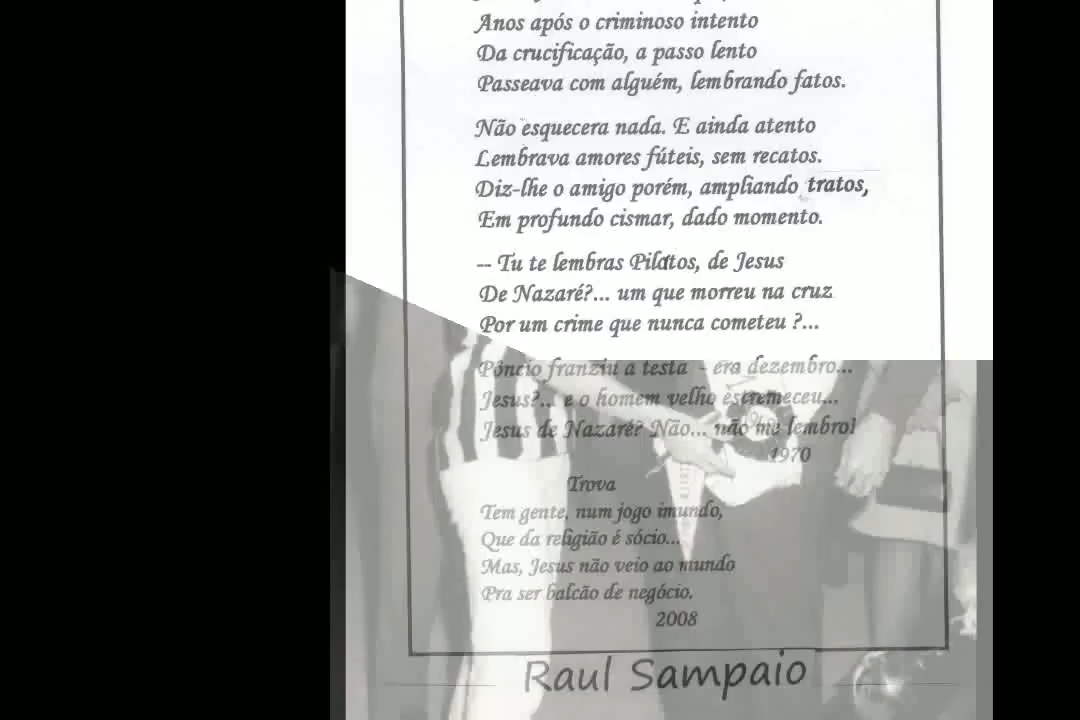 Anos após o criminoso intento
Da crucificação, a passo lento
Passeava com alguém, lembrando fatos.
Não esquecera nada. E ainda atento
Lembrava amores fúteis, sem recatos.
Diz-lhe o amigo porém, ampliando tratos,
Em profundo cismar, dado momento.
-- Tu te lembras Pilatos, de Jesus
De Nazaré?... um que morreu na cruz
Por um crime que nunca cometeu ?...
Pôncio franziu a testa - era dezembro...
Jesus?... e o homem velho estremeceu...
Jesus de Nazaré? Não... não me lembro!
1970
Trova
Tem gente, num jogo imundo,
Que da religião é sócio...
Mas, Jesus não veio ao mundo
Pra ser balcão de negócio.
2008
Raul Sampaio